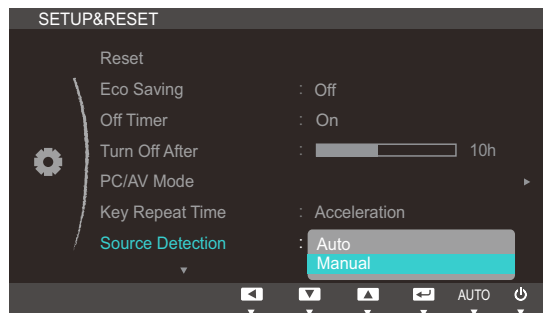 SETUP&RESET
Reset
Eco Saving : Off
Off Timer : On
Turn Off After : 10h
PC/AV Mode
Key Repeat Time : Acceleration
Source Detection : Auto
Manual
AUTO